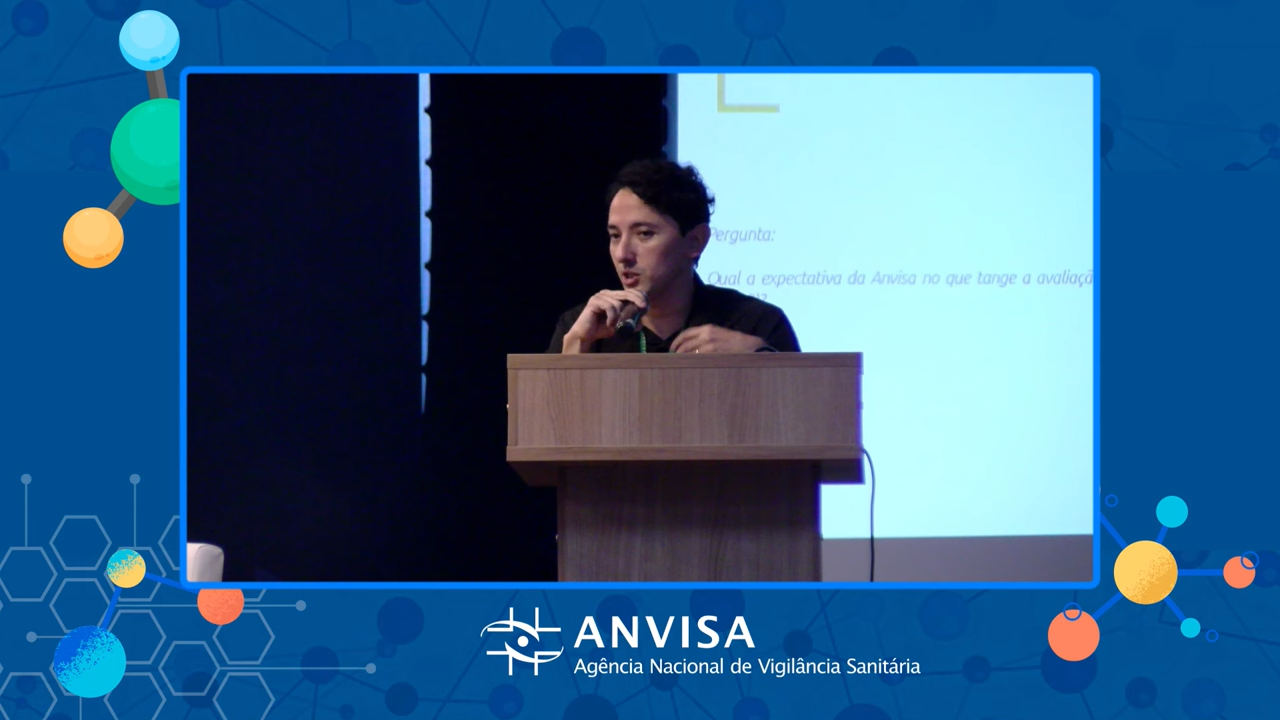 Pergunta:
Qual a expectativa da Anvisa no que tange a avaliaçã
ANVISA
Agência Nacional de Vigilância Sanitária